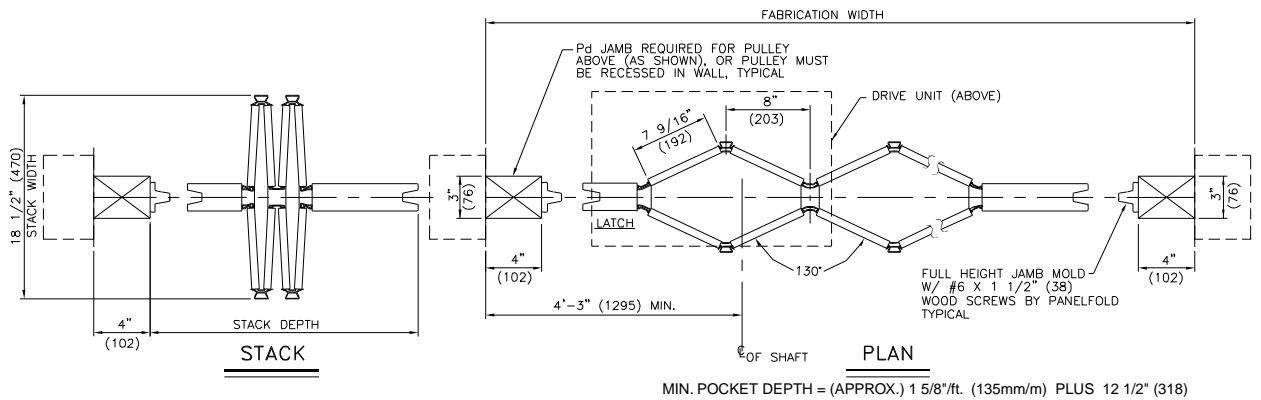 FABRICATION WIDTH
Pd JAMB REQUIRED FOR PULLEY
ABOVE (AS SHOWN), OR PULLEY MUST
BE RECESSED IN WALL, TYPICAL
DRIVE UNIT (ABOVE)
8"
(203)
7 9/16"
(192)
18 1/2" (470)
STACK WIDTH
3"
(76)
3"
(76)
LATCH
130°
4"
(102)
4"
(102)
FULL HEIGHT JAMB MOLD
W/ #6 X 1 1/2" (38)
WOOD SCREWS BY PANELFOLD
TYPICAL
4'-3" (1295) MIN.
4"
(102)
STACK DEPTH
STACK
℄ OF SHAFT
PLAN
MIN. POCKET DEPTH = (APPROX.) 1 5/8"/ft. (135mm/m) PLUS 12 1/2" (318)